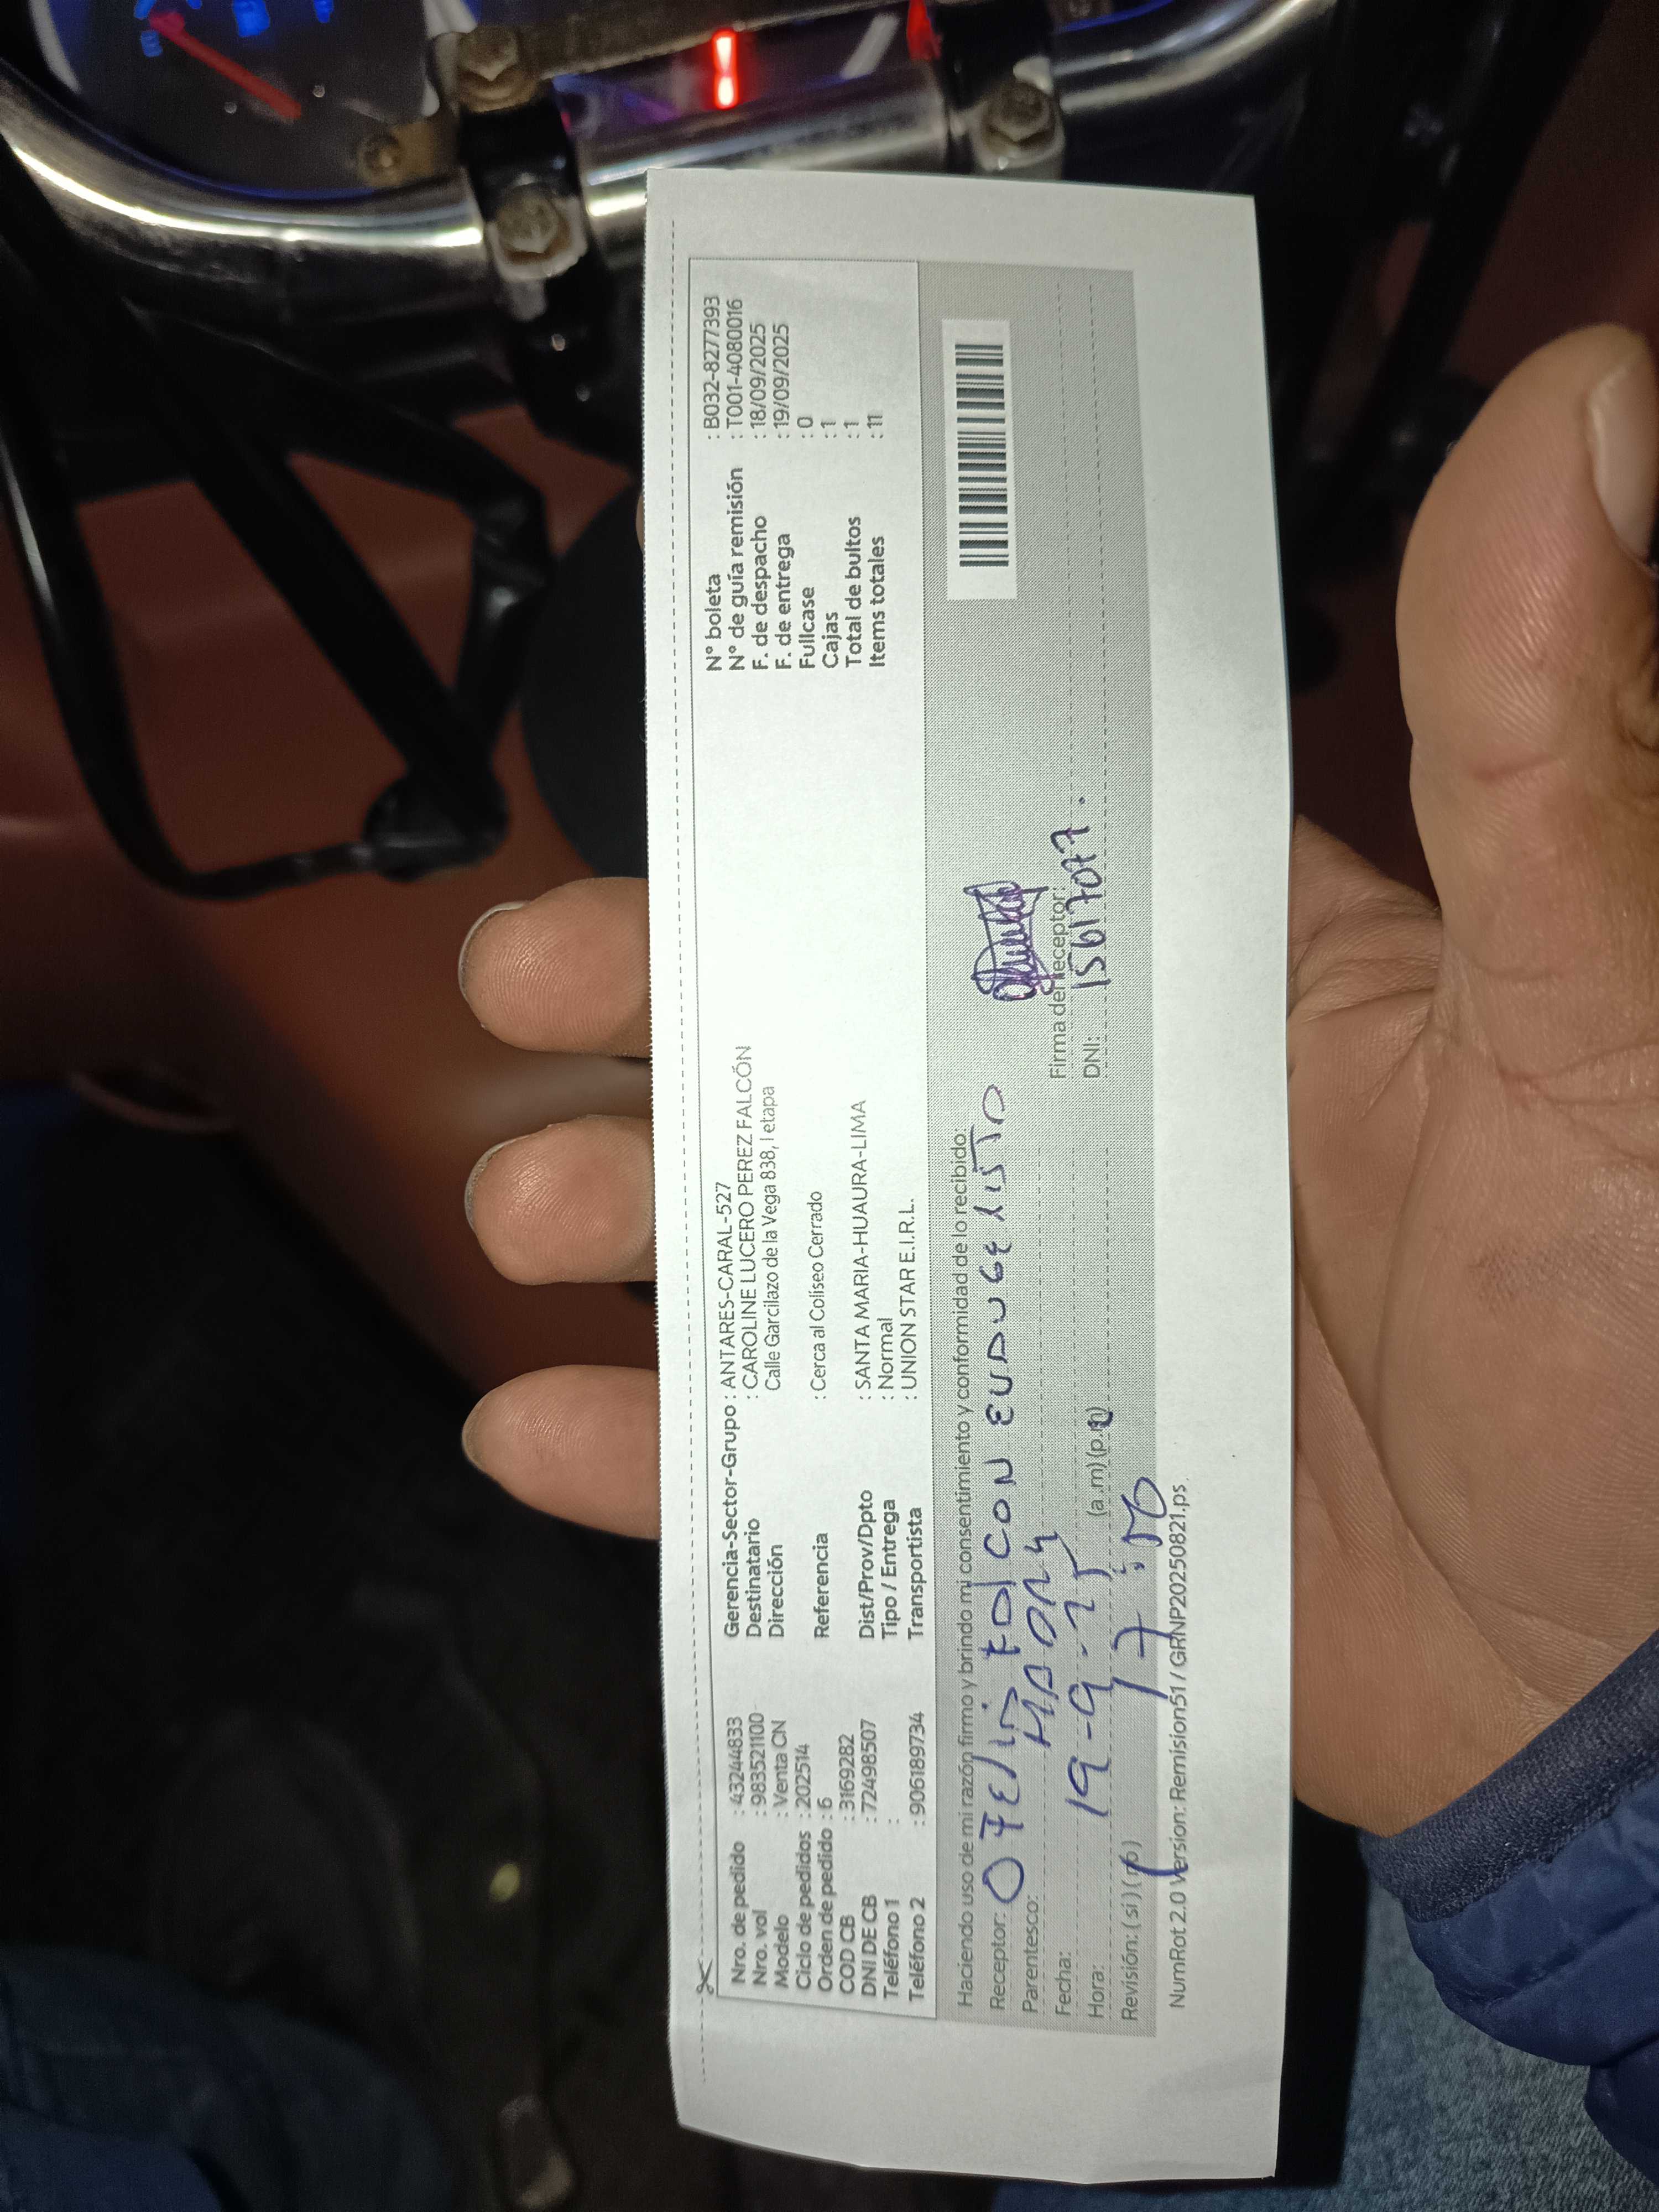 Nro. de pedido : 43244833
Nro. vol : 983521100
Modelo : Venta CN
Ciclo de pedidos : 202514
Orden de pedido : 6
COD CB : 3169282
DNI DE CB : 72498507
Teléfono 1 :
Teléfono 2 : 906189734
Gerencia-Sector-Grupo : ANTARES-CARAL-527
Destinatario : CAROLINE LUCERO PEREZ FALCÓN
Dirección Calle Garcilazo de la Vega 838, I etapa
Referencia : Cerca al Coliseo Cerrado
Dist/Prov/Dpto : SANTA MARIA-HUAURA-LIMA
Tipo / Entrega : Normal
Transportista : UNION STAR E.I.R.L.
N° boleta : B032-8277393
N° de guía remisión : T001-4080016
F. de despacho : 18/09/2025
F. de entrega : 19/09/2025
Fullcase : 0
Cajas : 1
Total de bultos : 1
Items totales : 11
Haciendo uso de mi razón firmo y brindo mi consentimiento y conformidad de lo recibido:
Receptor: OFELIA FALCON
Parentesco:
Fecha: 19-9-25
Hora: 17:50 (a.m) (p.m)
Revisión: (si) (no)
Firma del receptor:
DNI: 15617077.
NumRot 2.0 Version: Remision51 / GRNP20250821.ps